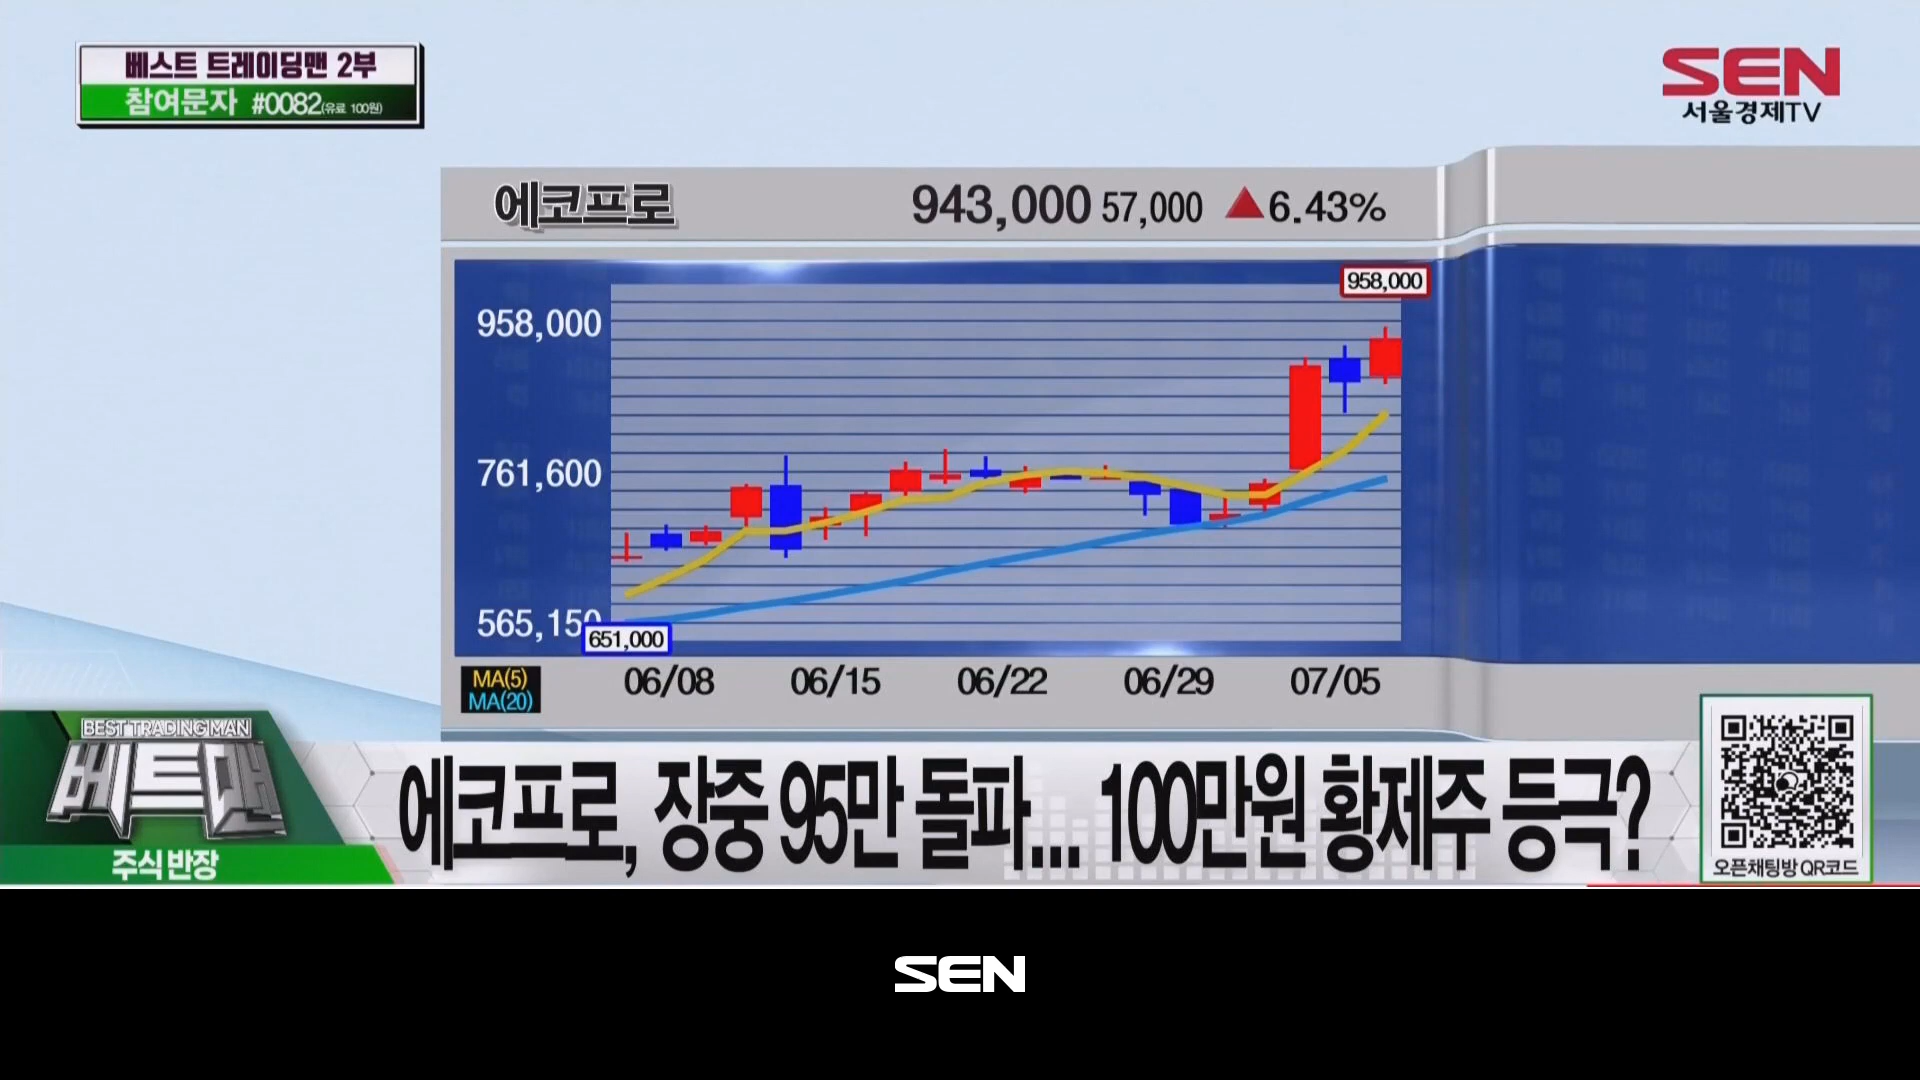 베스트 트레이딩맨 2부
참여문자 #0082(유료 100원)
SEN
서울경제TV
에코프로 943,000 57,000 ▲6.43%
958,000
958,000
761,600
565,150
651,000
MA(5)
MA(20)
06/08 06/15 06/22 06/29 07/05
BEST TRADING MAN
베트맨
주식 반장
에코프로, 장중 95만 돌파... 100만원 황제주 등극?
오픈채팅방 QR코드
SEN